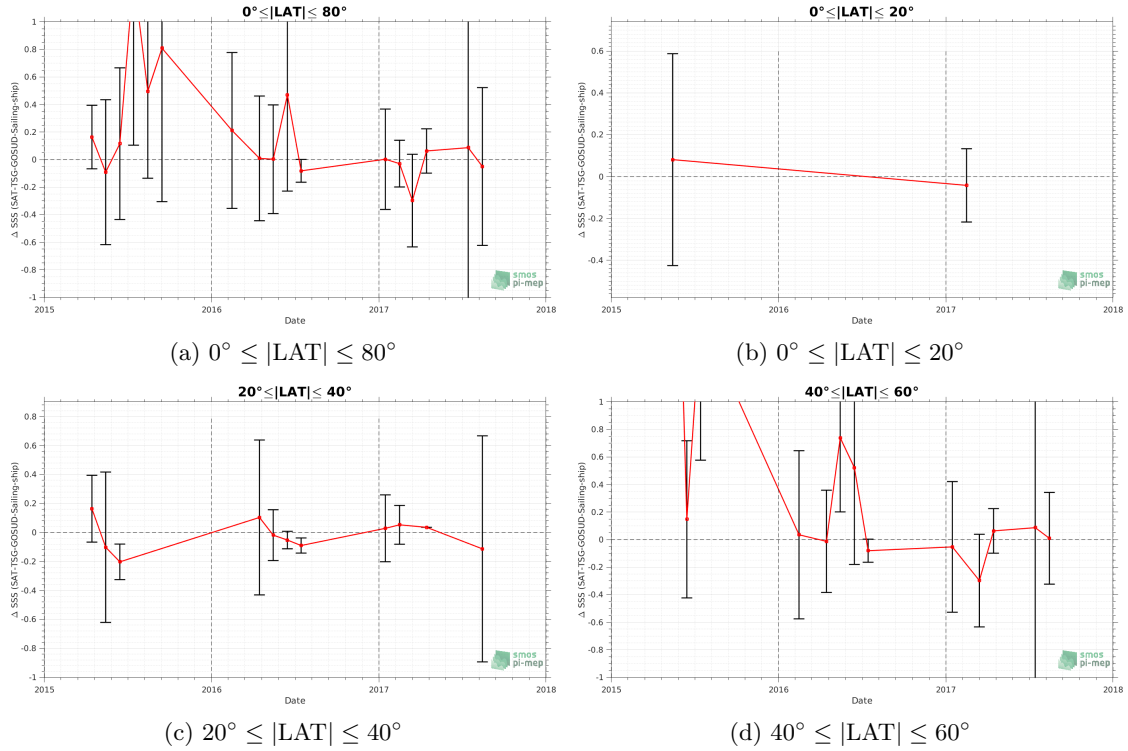 0°≤|LAT|≤ 80°
1
0.8
0.6
0.4
0.2
0
-0.2
-0.4
-0.6
-0.8
-1
Δ SSS (SAT-TSG-GOSUD-Sailing-ship)
2015 2016 2017 2018
Date
smos
pi-mep
(a) 0° ≤ |LAT| ≤ 80°
0°≤|LAT|≤ 20°
0.6
0.4
0.2
0
-0.2
-0.4
Δ SSS (SAT-TSG-GOSUD-Sailing-ship)
2015 2016 2017 2018
Date
smos
pi-mep
(b) 0° ≤ |LAT| ≤ 20°
20°≤|LAT|≤ 40°
0.8
0.6
0.4
0.2
0
-0.2
-0.4
-0.6
-0.8
-1
Δ SSS (SAT-TSG-GOSUD-Sailing-ship)
2015 2016 2017 2018
Date
smos
pi-mep
(c) 20° ≤ |LAT| ≤ 40°
40°≤|LAT|≤ 60°
1
0.8
0.6
0.4
0.2
0
-0.2
-0.4
-0.6
-0.8
-1
Δ SSS (SAT-TSG-GOSUD-Sailing-ship)
2015 2016 2017 2018
Date
smos
pi-mep
(d) 40° ≤ |LAT| ≤ 60°